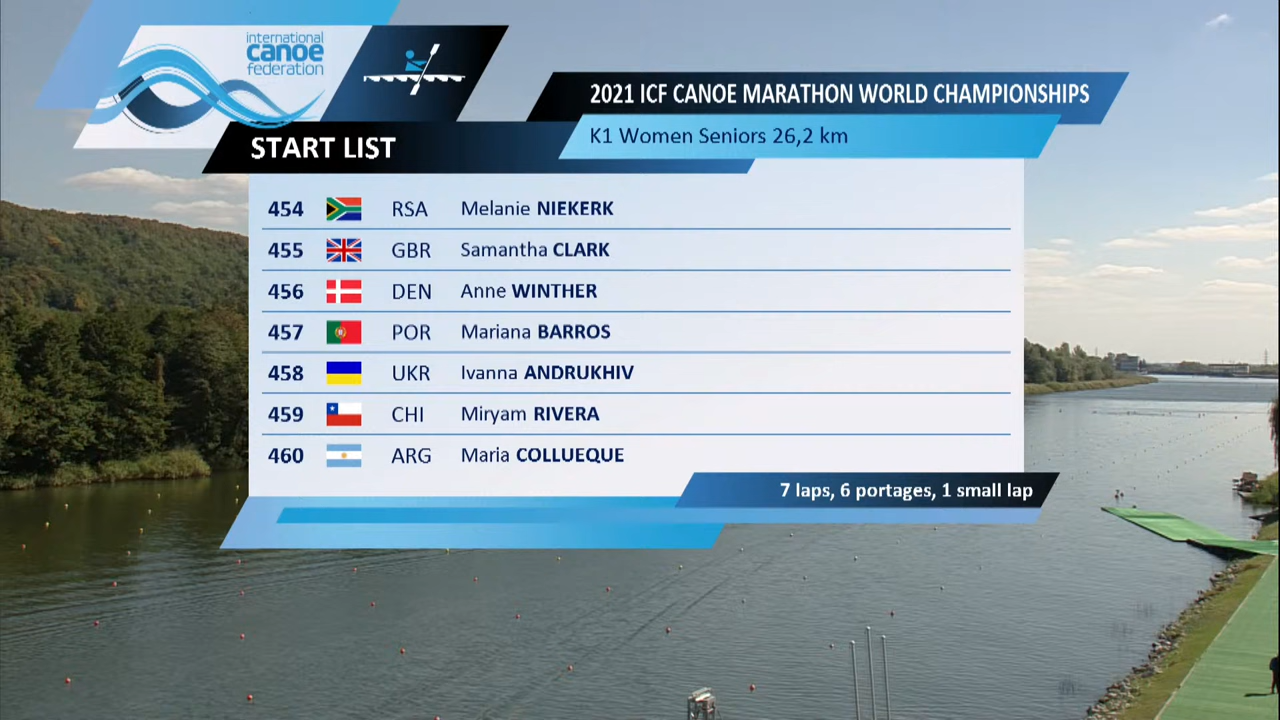 international
canoe
federation
2021 ICF CANOE MARATHON WORLD CHAMPIONSHIPS
START LIST
K1 Women Seniors 26,2 km
454 RSA Melanie NIEKERK
455 GBR Samantha CLARK
456 DEN Anne WINTHER
457 POR Mariana BARROS
458 UKR Ivanna ANDRUKHIV
459 CHI Miryam RIVERA
460 ARG Maria COLLUEQUE
7 laps, 6 portages, 1 small lap